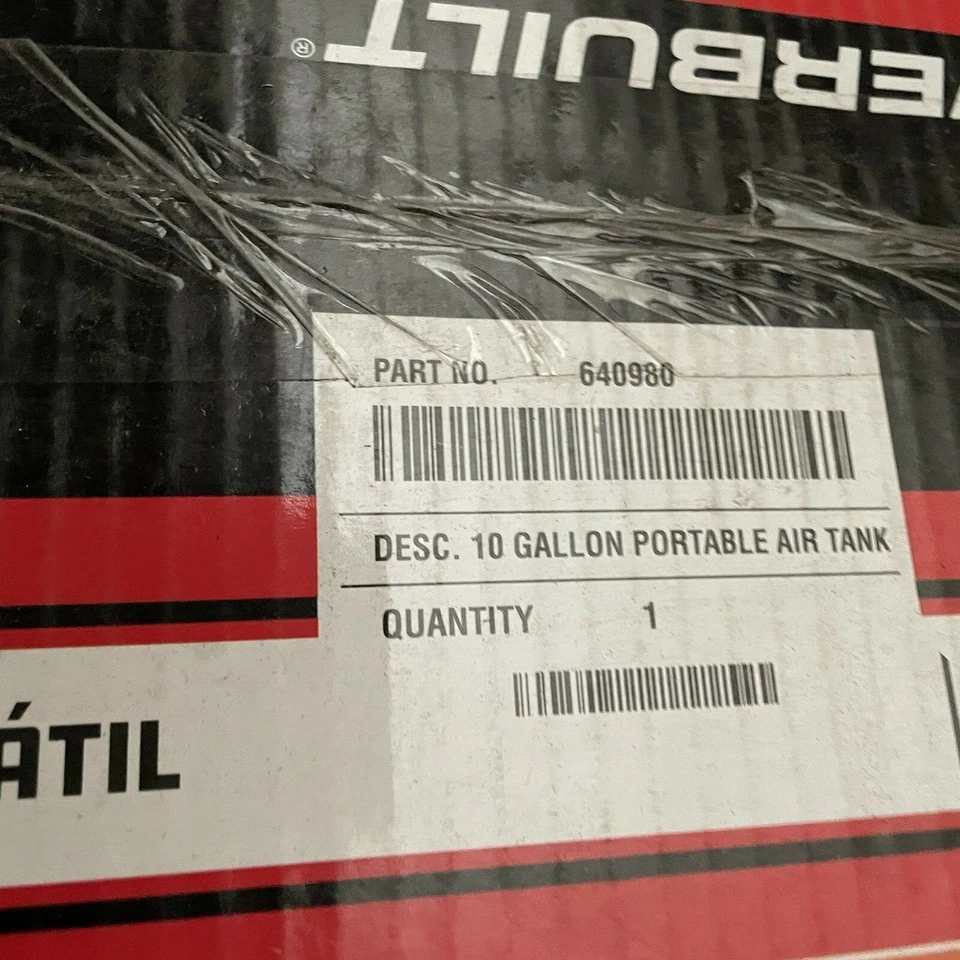 ERBUILT®
PART NO. 640980
DESC. 10 GALLON PORTABLE AIR TANK
QUANTITY 1
ÁTIL